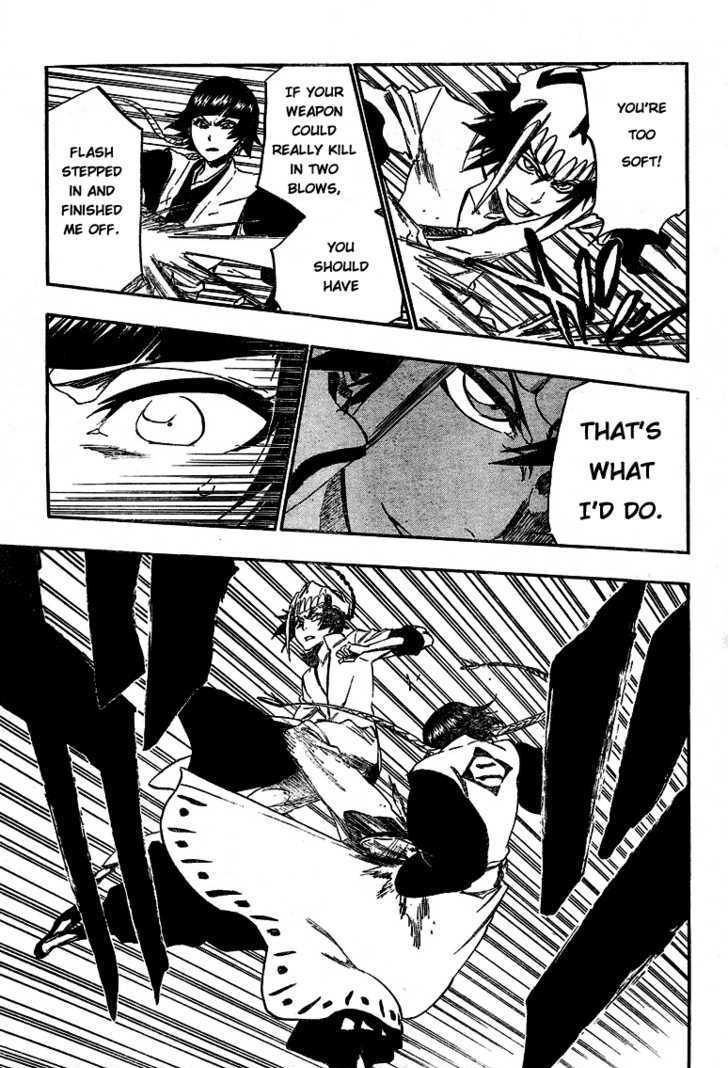 YOU'RE
TOO
SOFT!
IF YOUR
WEAPON
COULD
REALLY KILL
IN TWO
BLOWS,
YOU
SHOULD
HAVE
FLASH
STEPPED
IN AND
FINISHED
ME OFF.
THAT'S
WHAT
I'D DO.